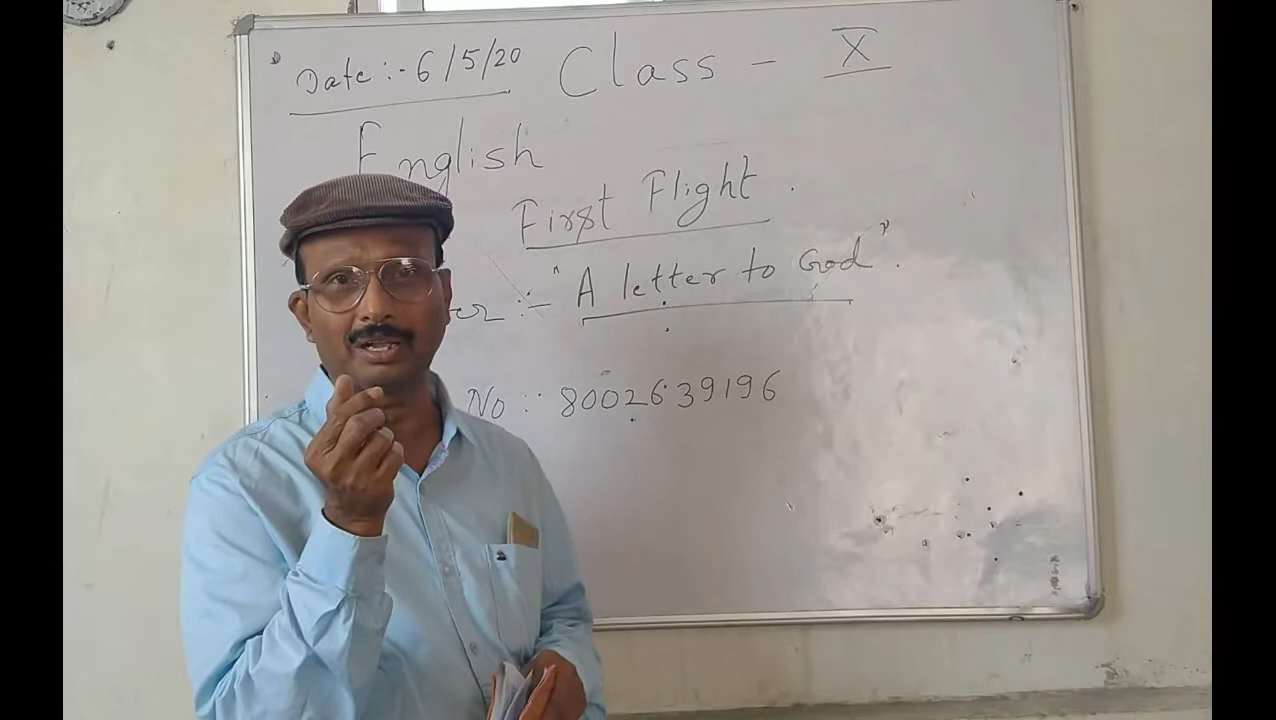 Date :- 6/5/20 Class - X
English
First Flight .
:- "A letter to God" .
No :- 8002639196